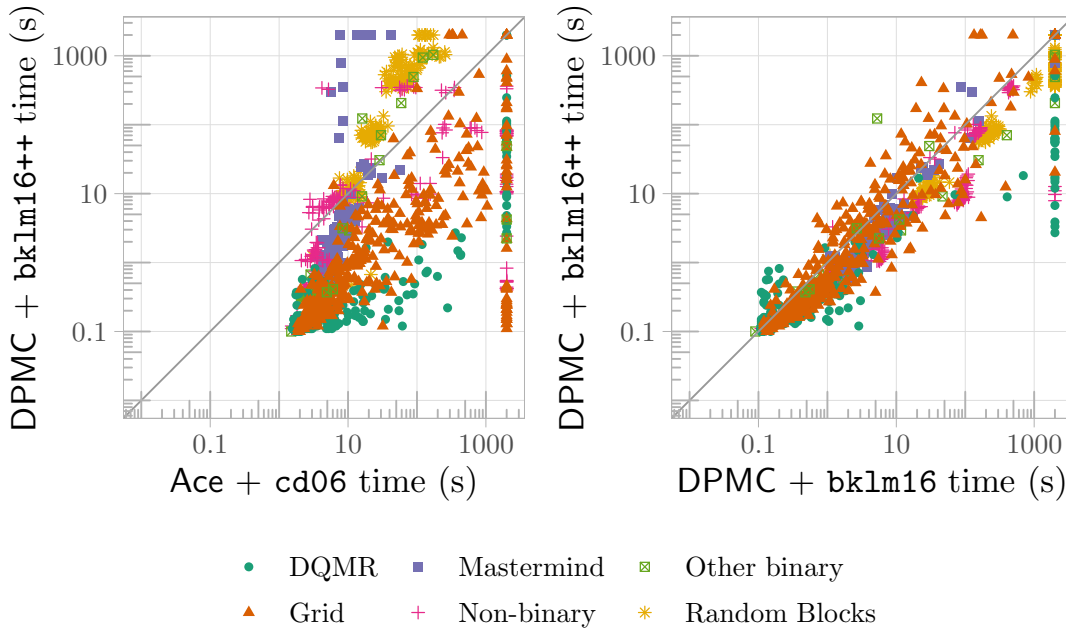 DPMC + bklm16++ time (s)
1000
10
0.1
0.1
10
1000
Ace + cd06 time (s)
DPMC + bklm16++ time (s)
1000
10
0.1
0.1
10
1000
DPMC + bklm16 time (s)
DQMR
Mastermind
Other binary
Grid
Non-binary
Random Blocks